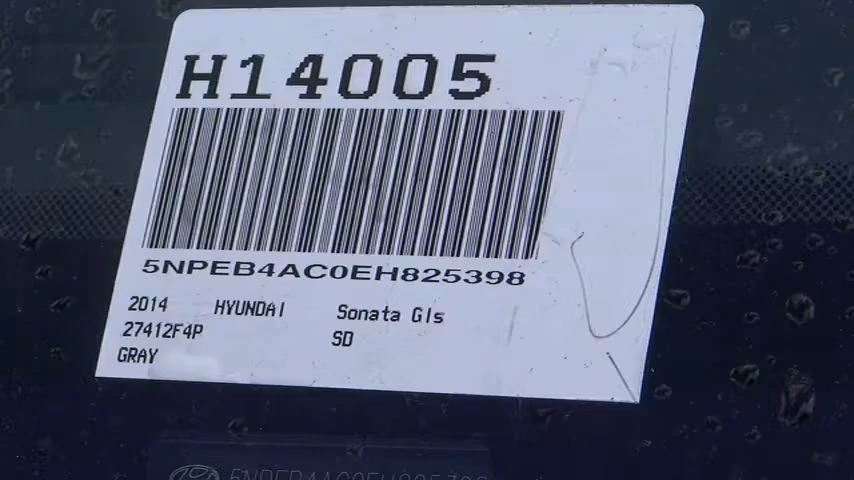 H14005
5NPEB4AC0EH825398
2014 HYUNDAI Sonata Gls
27412F4P SD
GRAY